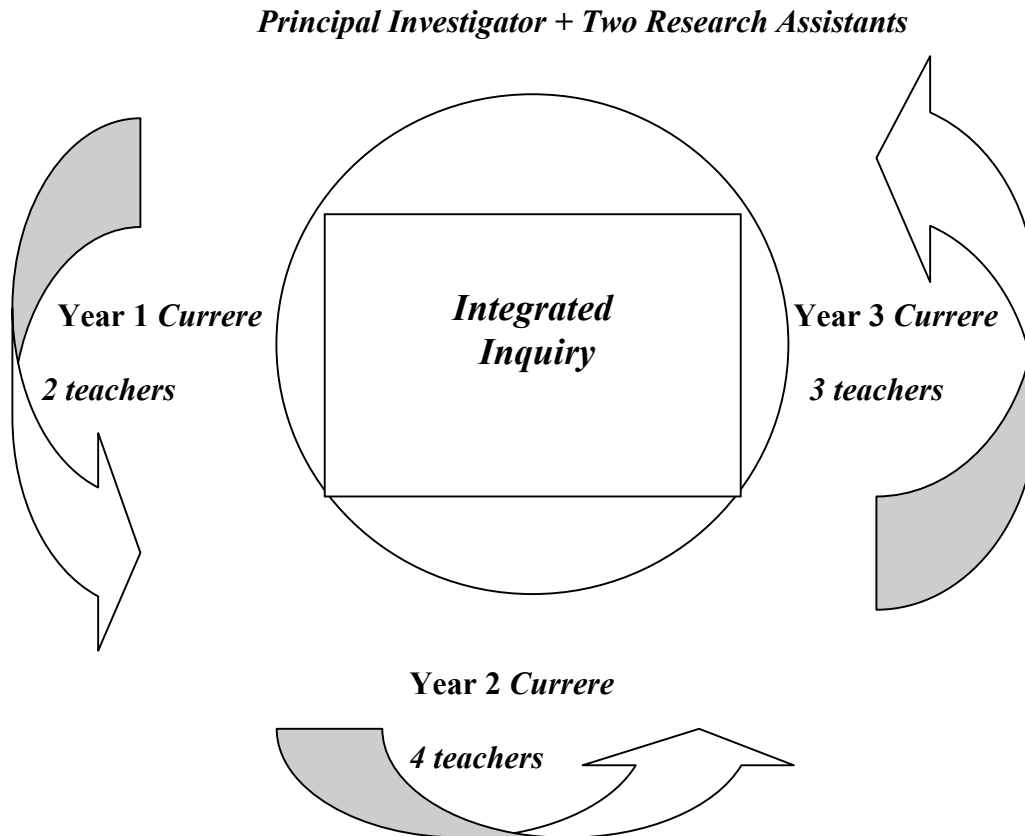 Principal Investigator + Two Research Assistants
Integrated
Inquiry
Year 1 Currere
2 teachers
Year 3 Currere
3 teachers
Year 2 Currere
4 teachers